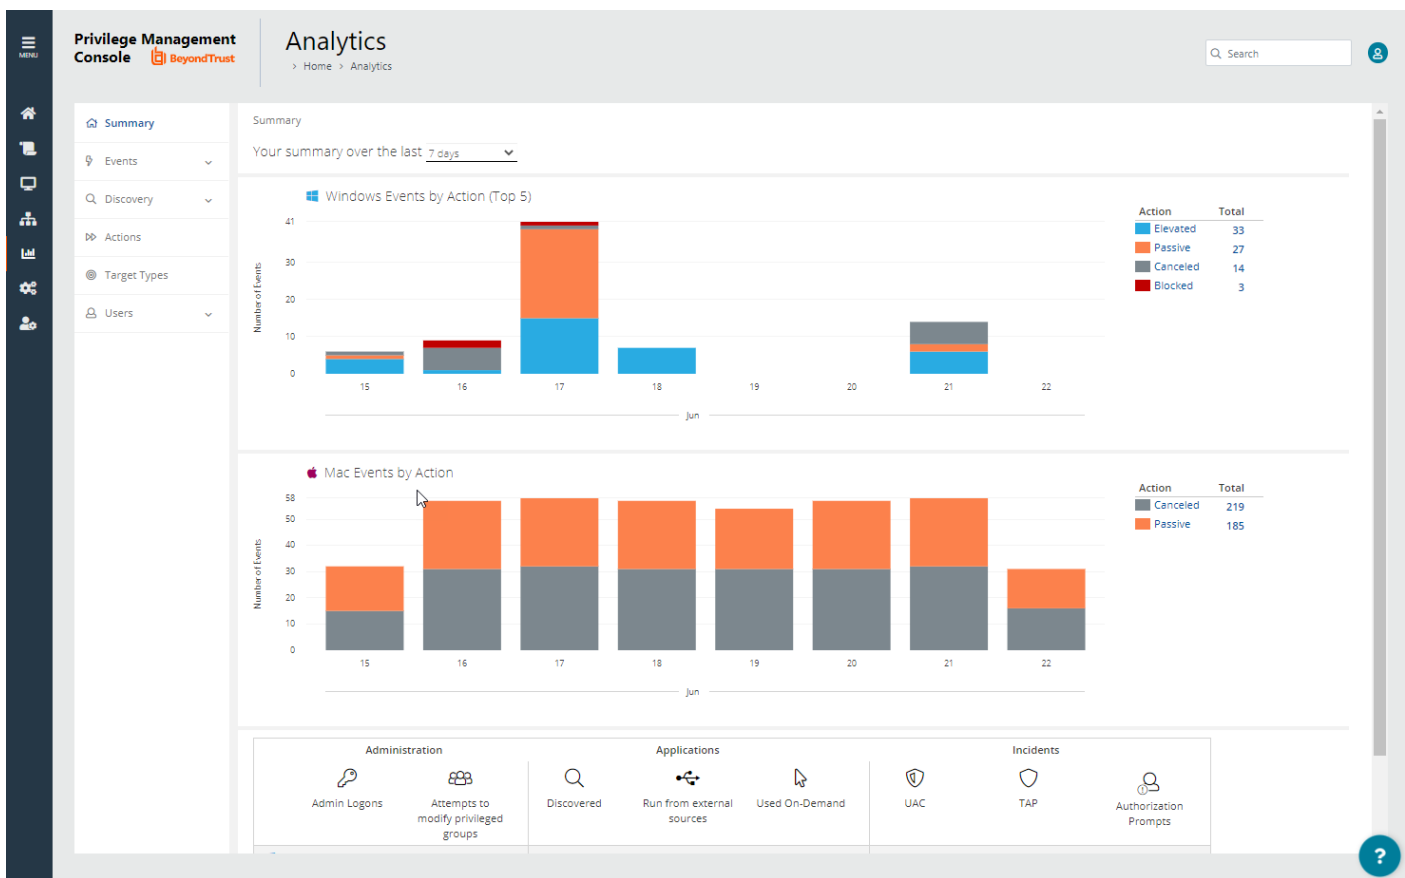 MENU
Privilege Management
Console BeyondTrust
Analytics
> Home > Analytics
Search
Summary
Events
Discovery
Actions
Target Types
Users
Summary
Your summary over the last 7 days
Windows Events by Action (Top 5)
41
30
20
10
0
Number of Events
15 16 17 18 19 20 21 22
Jun
Action Total
Elevated 33
Passive 27
Canceled 14
Blocked 3
Mac Events by Action
58
50
40
30
20
10
0
Number of Events
15 16 17 18 19 20 21 22
Jun
Action Total
Canceled 219
Passive 185
Administration Applications Incidents
Admin Logons
Attempts to
modify privileged
groups
Discovered
Run from external
sources
Used On-Demand
UAC
TAP
Authorization
Prompts
?